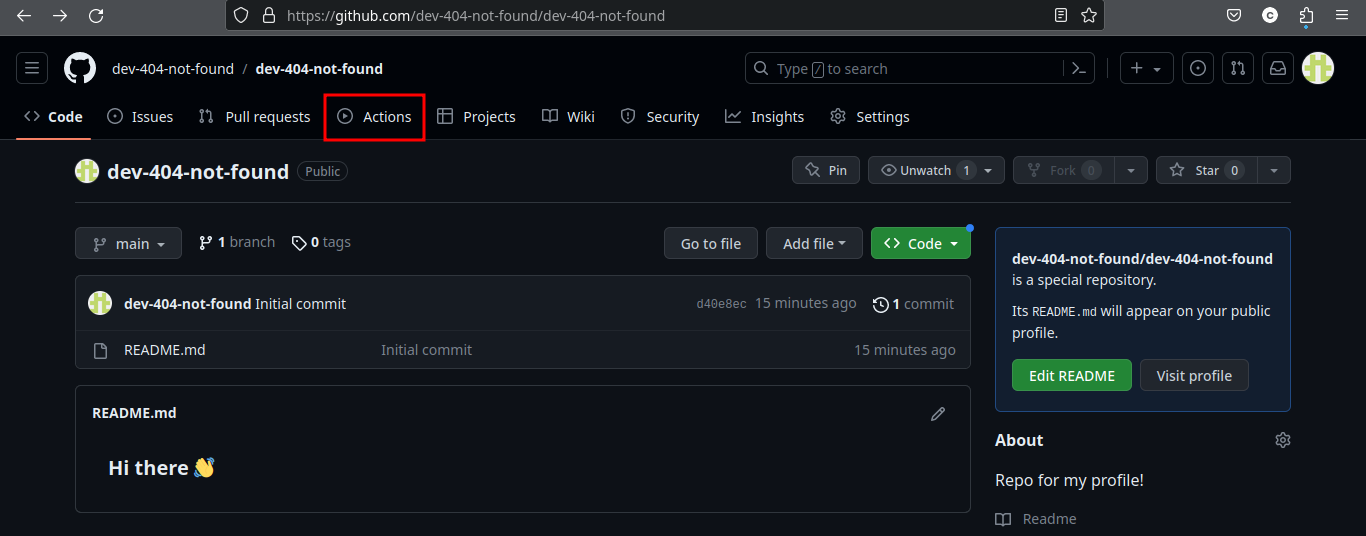 https://github.com/dev-404-not-found/dev-404-not-found
C
dev-404-not-found / dev-404-not-found
Type / to search
Code Issues Pull requests Actions Projects Wiki Security Insights Settings
dev-404-not-found Public
Pin Unwatch 1 Fork 0 Star 0
main 1 branch 0 tags Go to file Add file Code
dev-404-not-found Initial commit d40e8ec 15 minutes ago 1 commit
README.md Initial commit 15 minutes ago
README.md
Hi there 👋
dev-404-not-found/dev-404-not-found
is a special repository.
Its README.md will appear on your public
profile.
Edit README Visit profile
About
Repo for my profile!
Readme